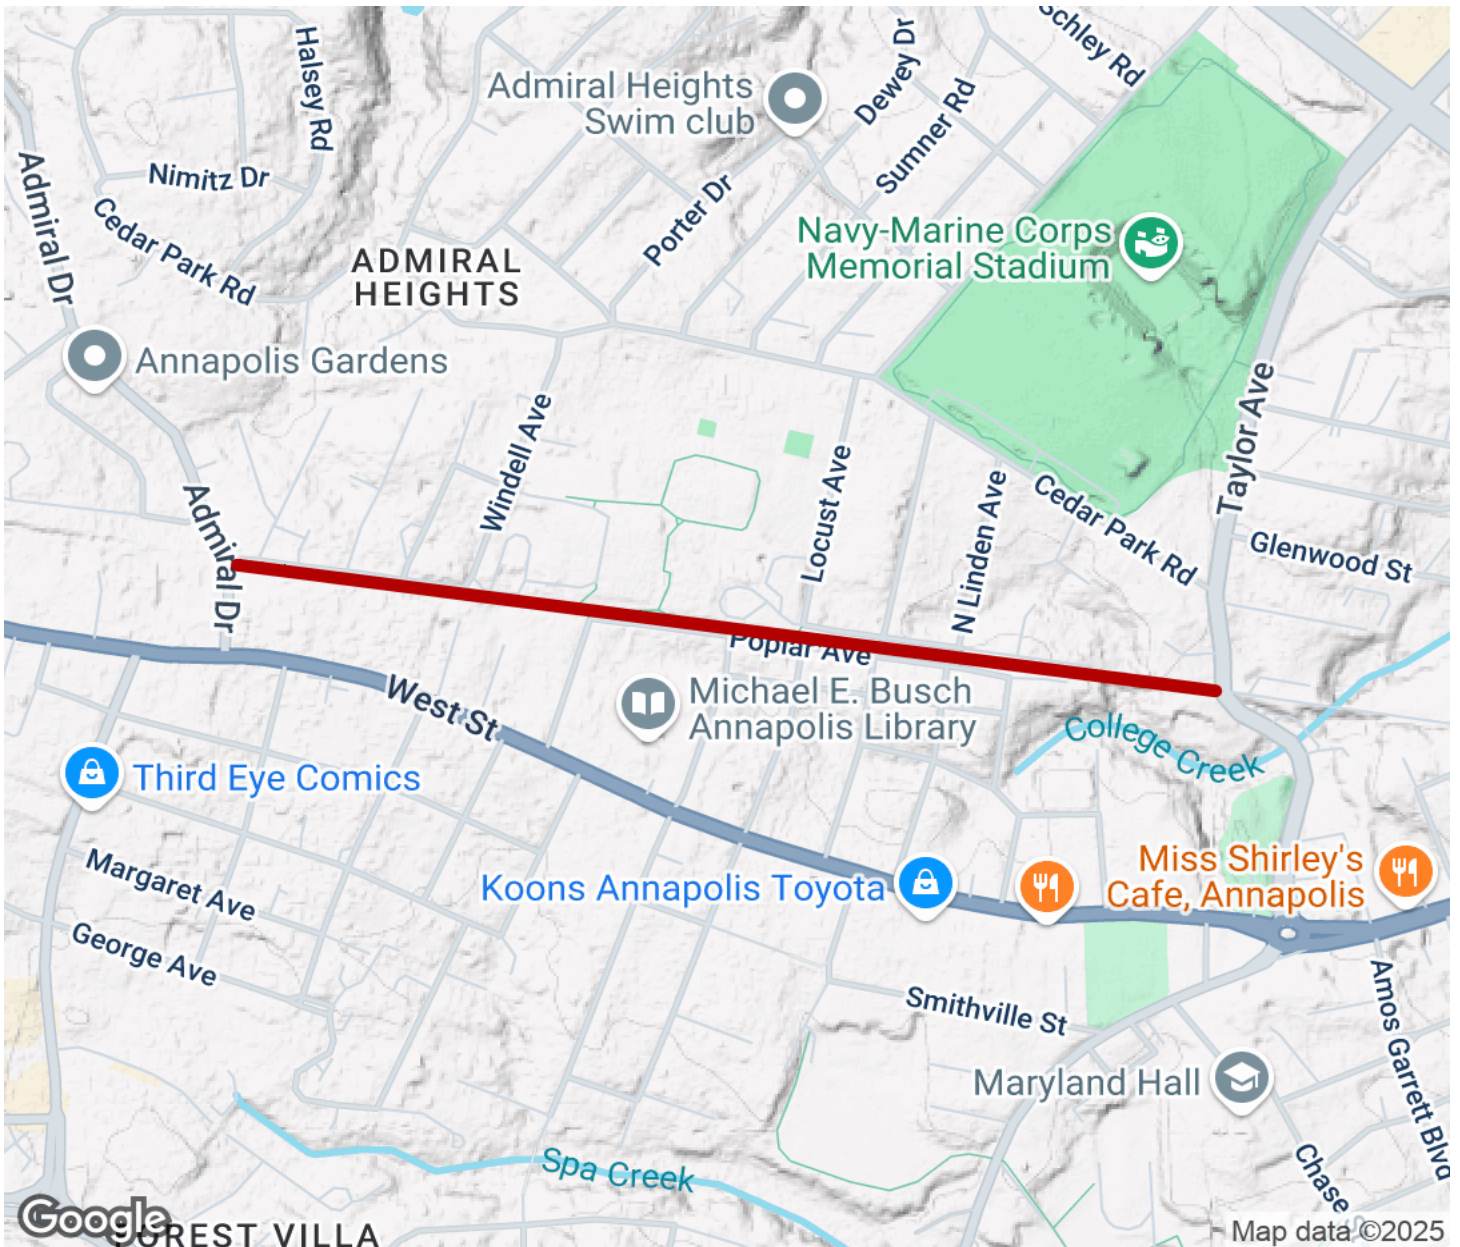 Schley Rd
Halsey Rd
Dewey Dr
Admiral Heights
Swim club
Sumner Rd
Admiral Dr
Nimitz Dr
Cedar Park Rd
Porter Dr
Navy-Marine Corps
Memorial Stadium
ADMIRAL
HEIGHTS
Annapolis Gardens
Taylor Ave
Windell Ave
Locust Ave
N Linden Ave
Cedar Park Rd
Admiral Dr
Glenwood St
Poplar Ave
West St
Michael E. Busch
Annapolis Library
College Creek
Third Eye Comics
Margaret Ave
Koons Annapolis Toyota
Miss Shirley's
Cafe, Annapolis
George Ave
Smithville St
Amos Garrett Blvd
Maryland Hall
Spa Creek
Chase
Google
FOREST VILLA
Map data ©2025